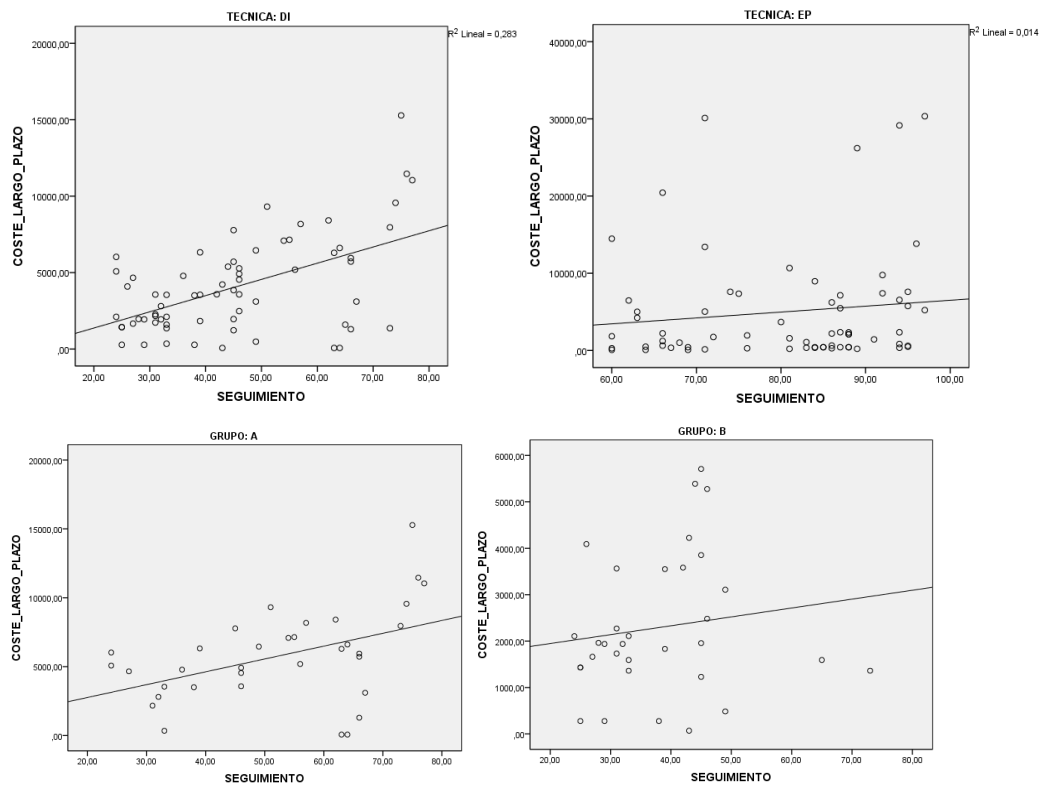 TECNICA: DI
R2 Lineal = 0,283
20000,00
15000,00
10000,00
5000,00
,00
COSTE_LARGO_PLAZO
20,00 30,00 40,00 50,00 60,00 70,00 80,00
SEGUIMIENTO
TECNICA: EP
R2 Lineal = 0,014
40000,00
30000,00
20000,00
10000,00
,00
COSTE_LARGO_PLAZO
60,00 70,00 80,00 90,00 100,00
SEGUIMIENTO
GRUPO: A
20000,00
15000,00
10000,00
5000,00
,00
COSTE_LARGO_PLAZO
20,00 30,00 40,00 50,00 60,00 70,00 80,00
SEGUIMIENTO
GRUPO: B
6000,00
5000,00
4000,00
3000,00
2000,00
1000,00
,00
COSTE_LARGO_PLAZO
20,00 30,00 40,00 50,00 60,00 70,00 80,00
SEGUIMIENTO